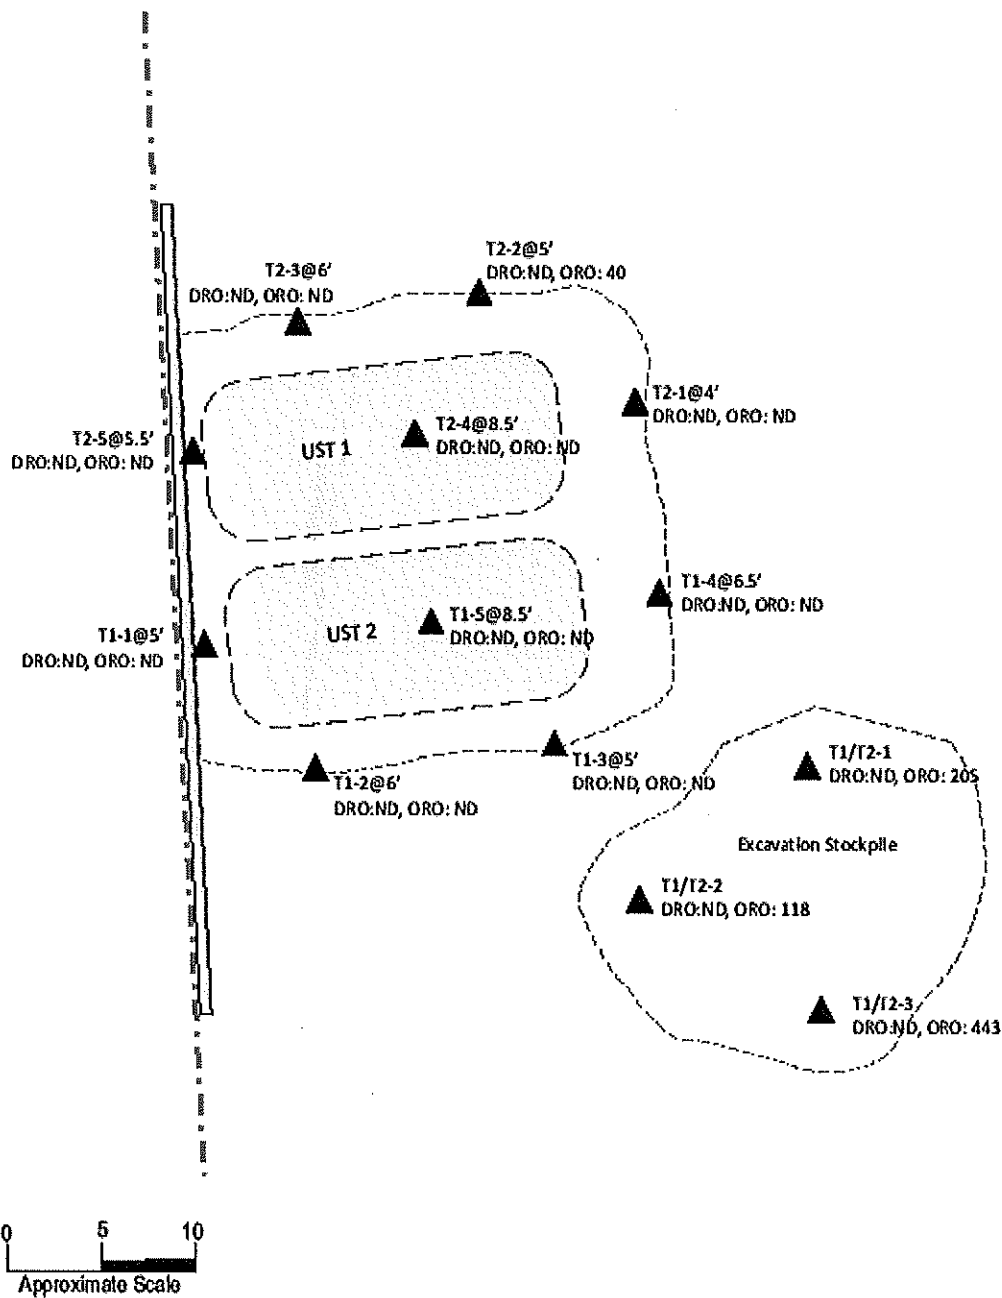 T2-2@5'
DRO:ND, ORO: 40
T2-3@6'
DRO:ND, ORO: ND
T2-1@4'
DRO:ND, ORO: ND
T2-5@5.5'
DRO:ND, ORO: ND
UST 1
T2-4@8.5'
DRO:ND, ORO: ND
T1-4@6.5'
DRO:ND, ORO: ND
T1-1@5'
DRO:ND, ORO: ND
UST 2
T1-5@8.5'
DRO:ND, ORO: ND
T1-3@5'
DRO:ND, ORO: ND
T1-2@6'
DRO:ND, ORO: ND
T1/T2-1
DRO:ND, ORO: 205
Excavation Stockpile
T1/T2-2
DRO:ND, ORO: 118
T1/T2-3
DRO:ND, ORO: 443
0 5 10
Approximate Scale